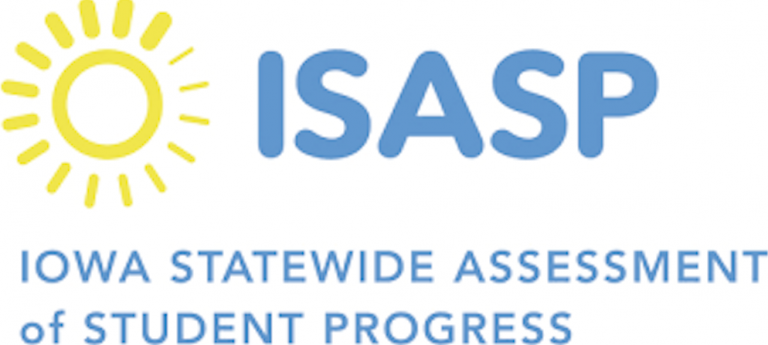 ISASP
IOWA STATEWIDE ASSESSMENT
of STUDENT PROGRESS